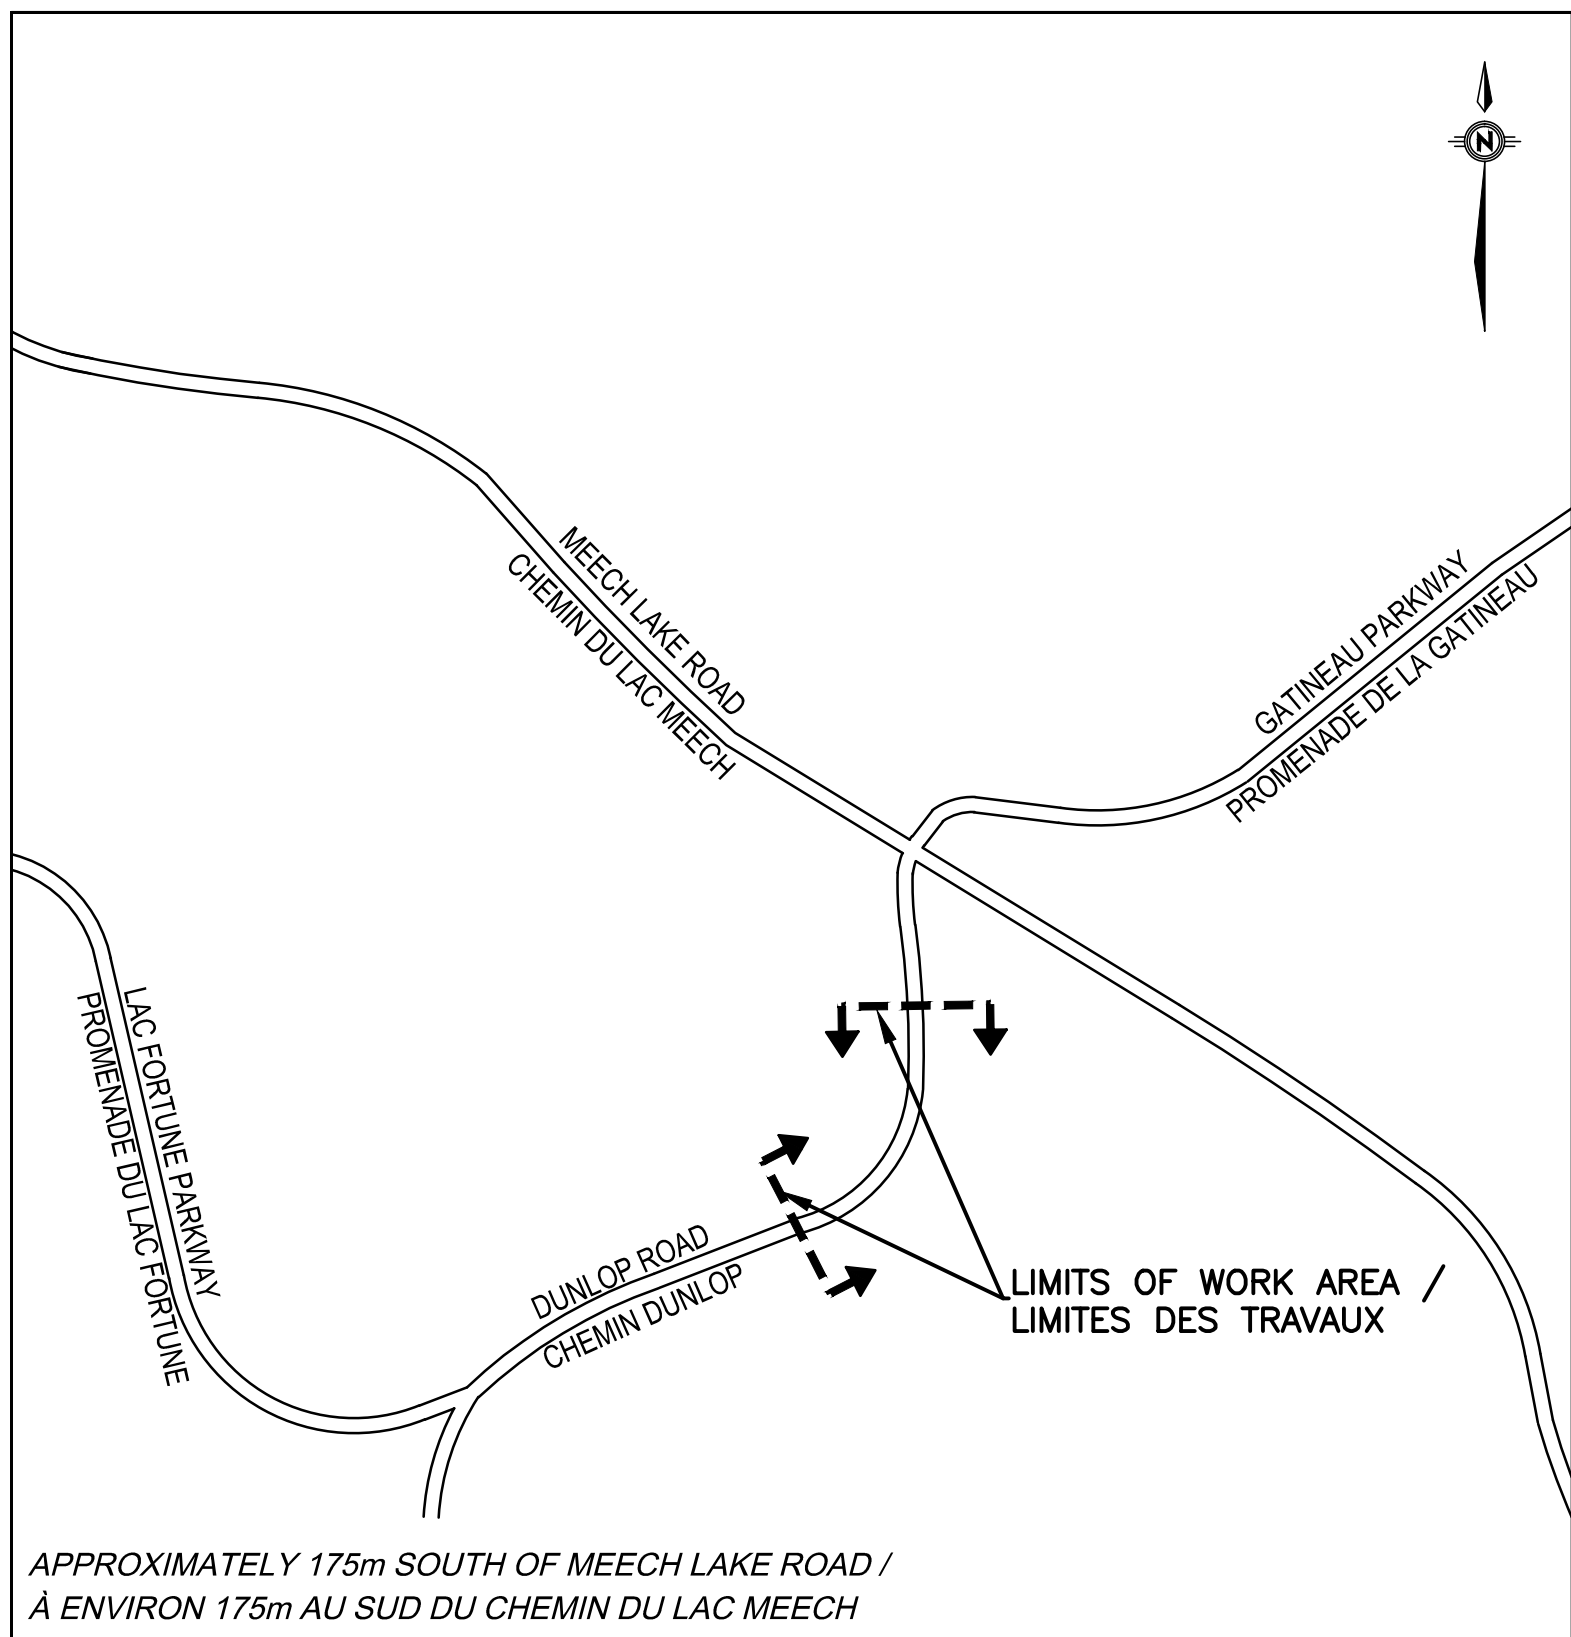 N
MEECH LAKE ROAD
CHEMIN DU LAC MEECH
GATINEAU PARKWAY
PROMENADE DE LA GATINEAU
LAC FORTUNE PARKWAY
PROMENADE DU LAC FORTUNE
DUNLOP ROAD
CHEMIN DUNLOP
LIMITS OF WORK AREA /
LIMITES DES TRAVAUX
APPROXIMATELY 175m SOUTH OF MEECH LAKE ROAD /
À ENVIRON 175m AU SUD DU CHEMIN DU LAC MEECH